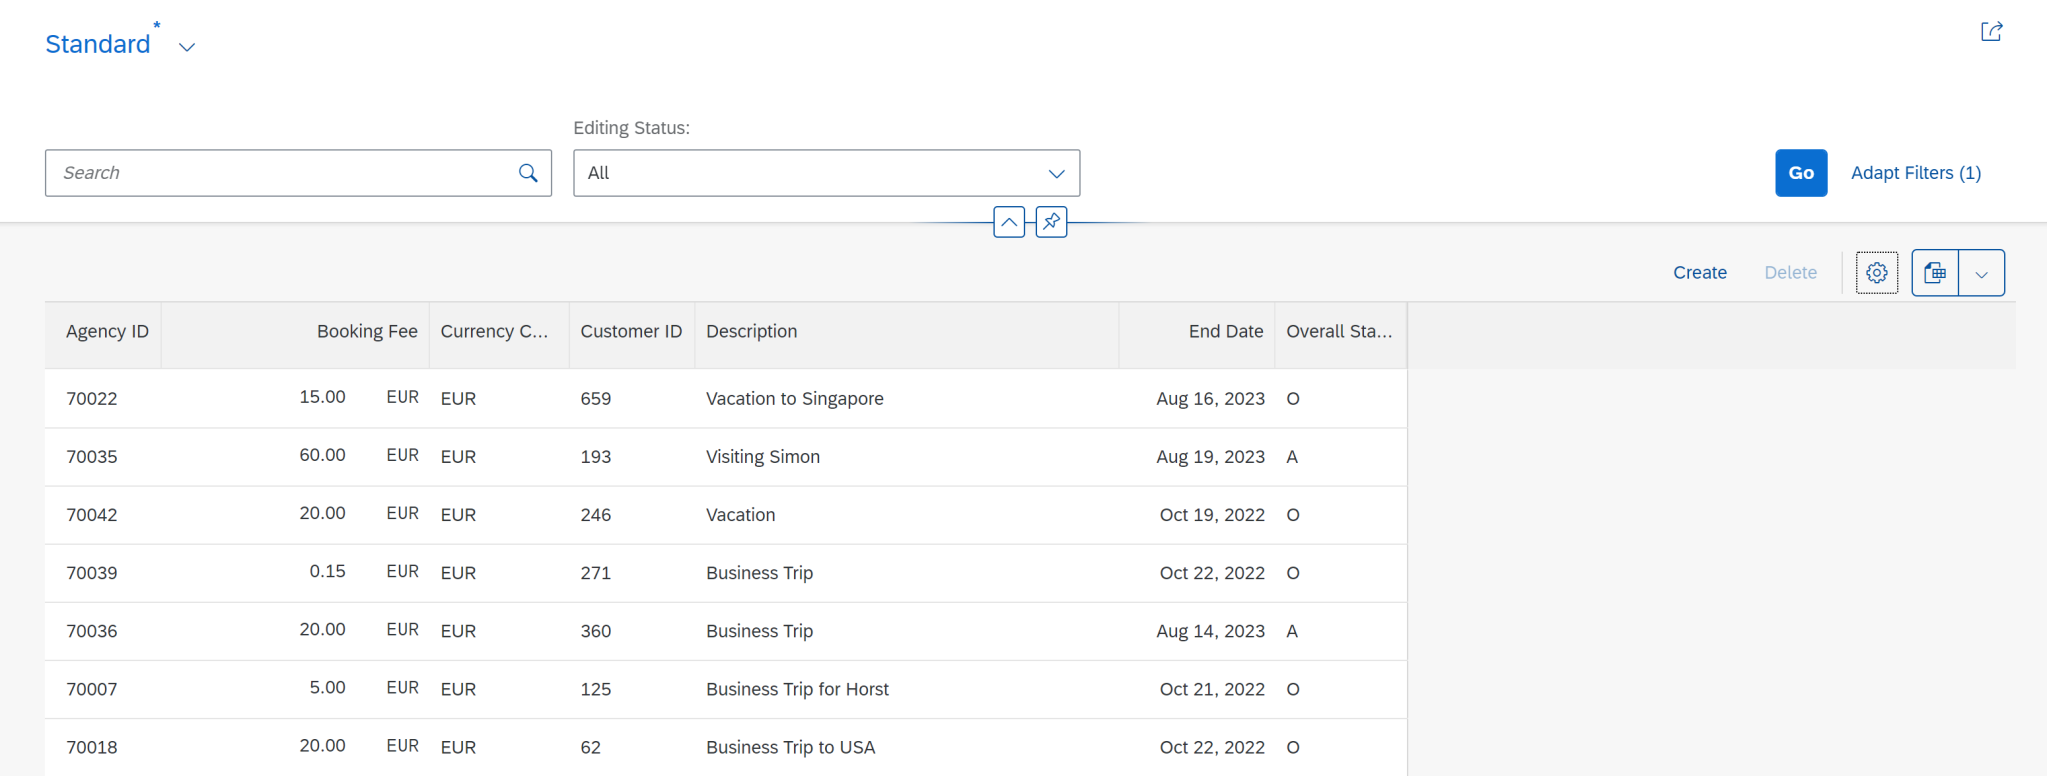 Standard*
Editing Status:
Search
All
Go
Adapt Filters (1)
Create Delete
Agency ID Booking Fee Currency C... Customer ID Description End Date Overall Sta...
70022 15.00 EUR EUR 659 Vacation to Singapore Aug 16, 2023 O
70035 60.00 EUR EUR 193 Visiting Simon Aug 19, 2023 A
70042 20.00 EUR EUR 246 Vacation Oct 19, 2022 O
70039 0.15 EUR EUR 271 Business Trip Oct 22, 2022 O
70036 20.00 EUR EUR 360 Business Trip Aug 14, 2023 A
70007 5.00 EUR EUR 125 Business Trip for Horst Oct 21, 2022 O
70018 20.00 EUR EUR 62 Business Trip to USA Oct 22, 2022 O